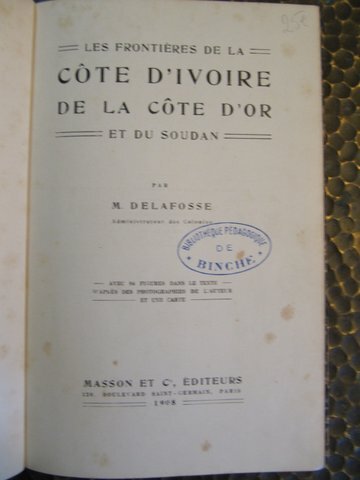 LES FRONTIÈRES DE LA
CÔTE D'IVOIRE
DE LA CÔTE D'OR
ET DU SOUDAN
PAR
M. DELAFOSSE
Administrateur des Colonies
BIBLIOTHEQUE PÉDAGOGIQUE
DE
BINCHE
AVEC 94 FIGURES DANS LE TEXTE
D'APRÈS DES PHOTOGRAPHIES DE L'AUTEUR
ET UNE CARTE
MASSON ET Cie, ÉDITEURS
120, BOULEVARD SAINT-GERMAIN, PARIS
1908